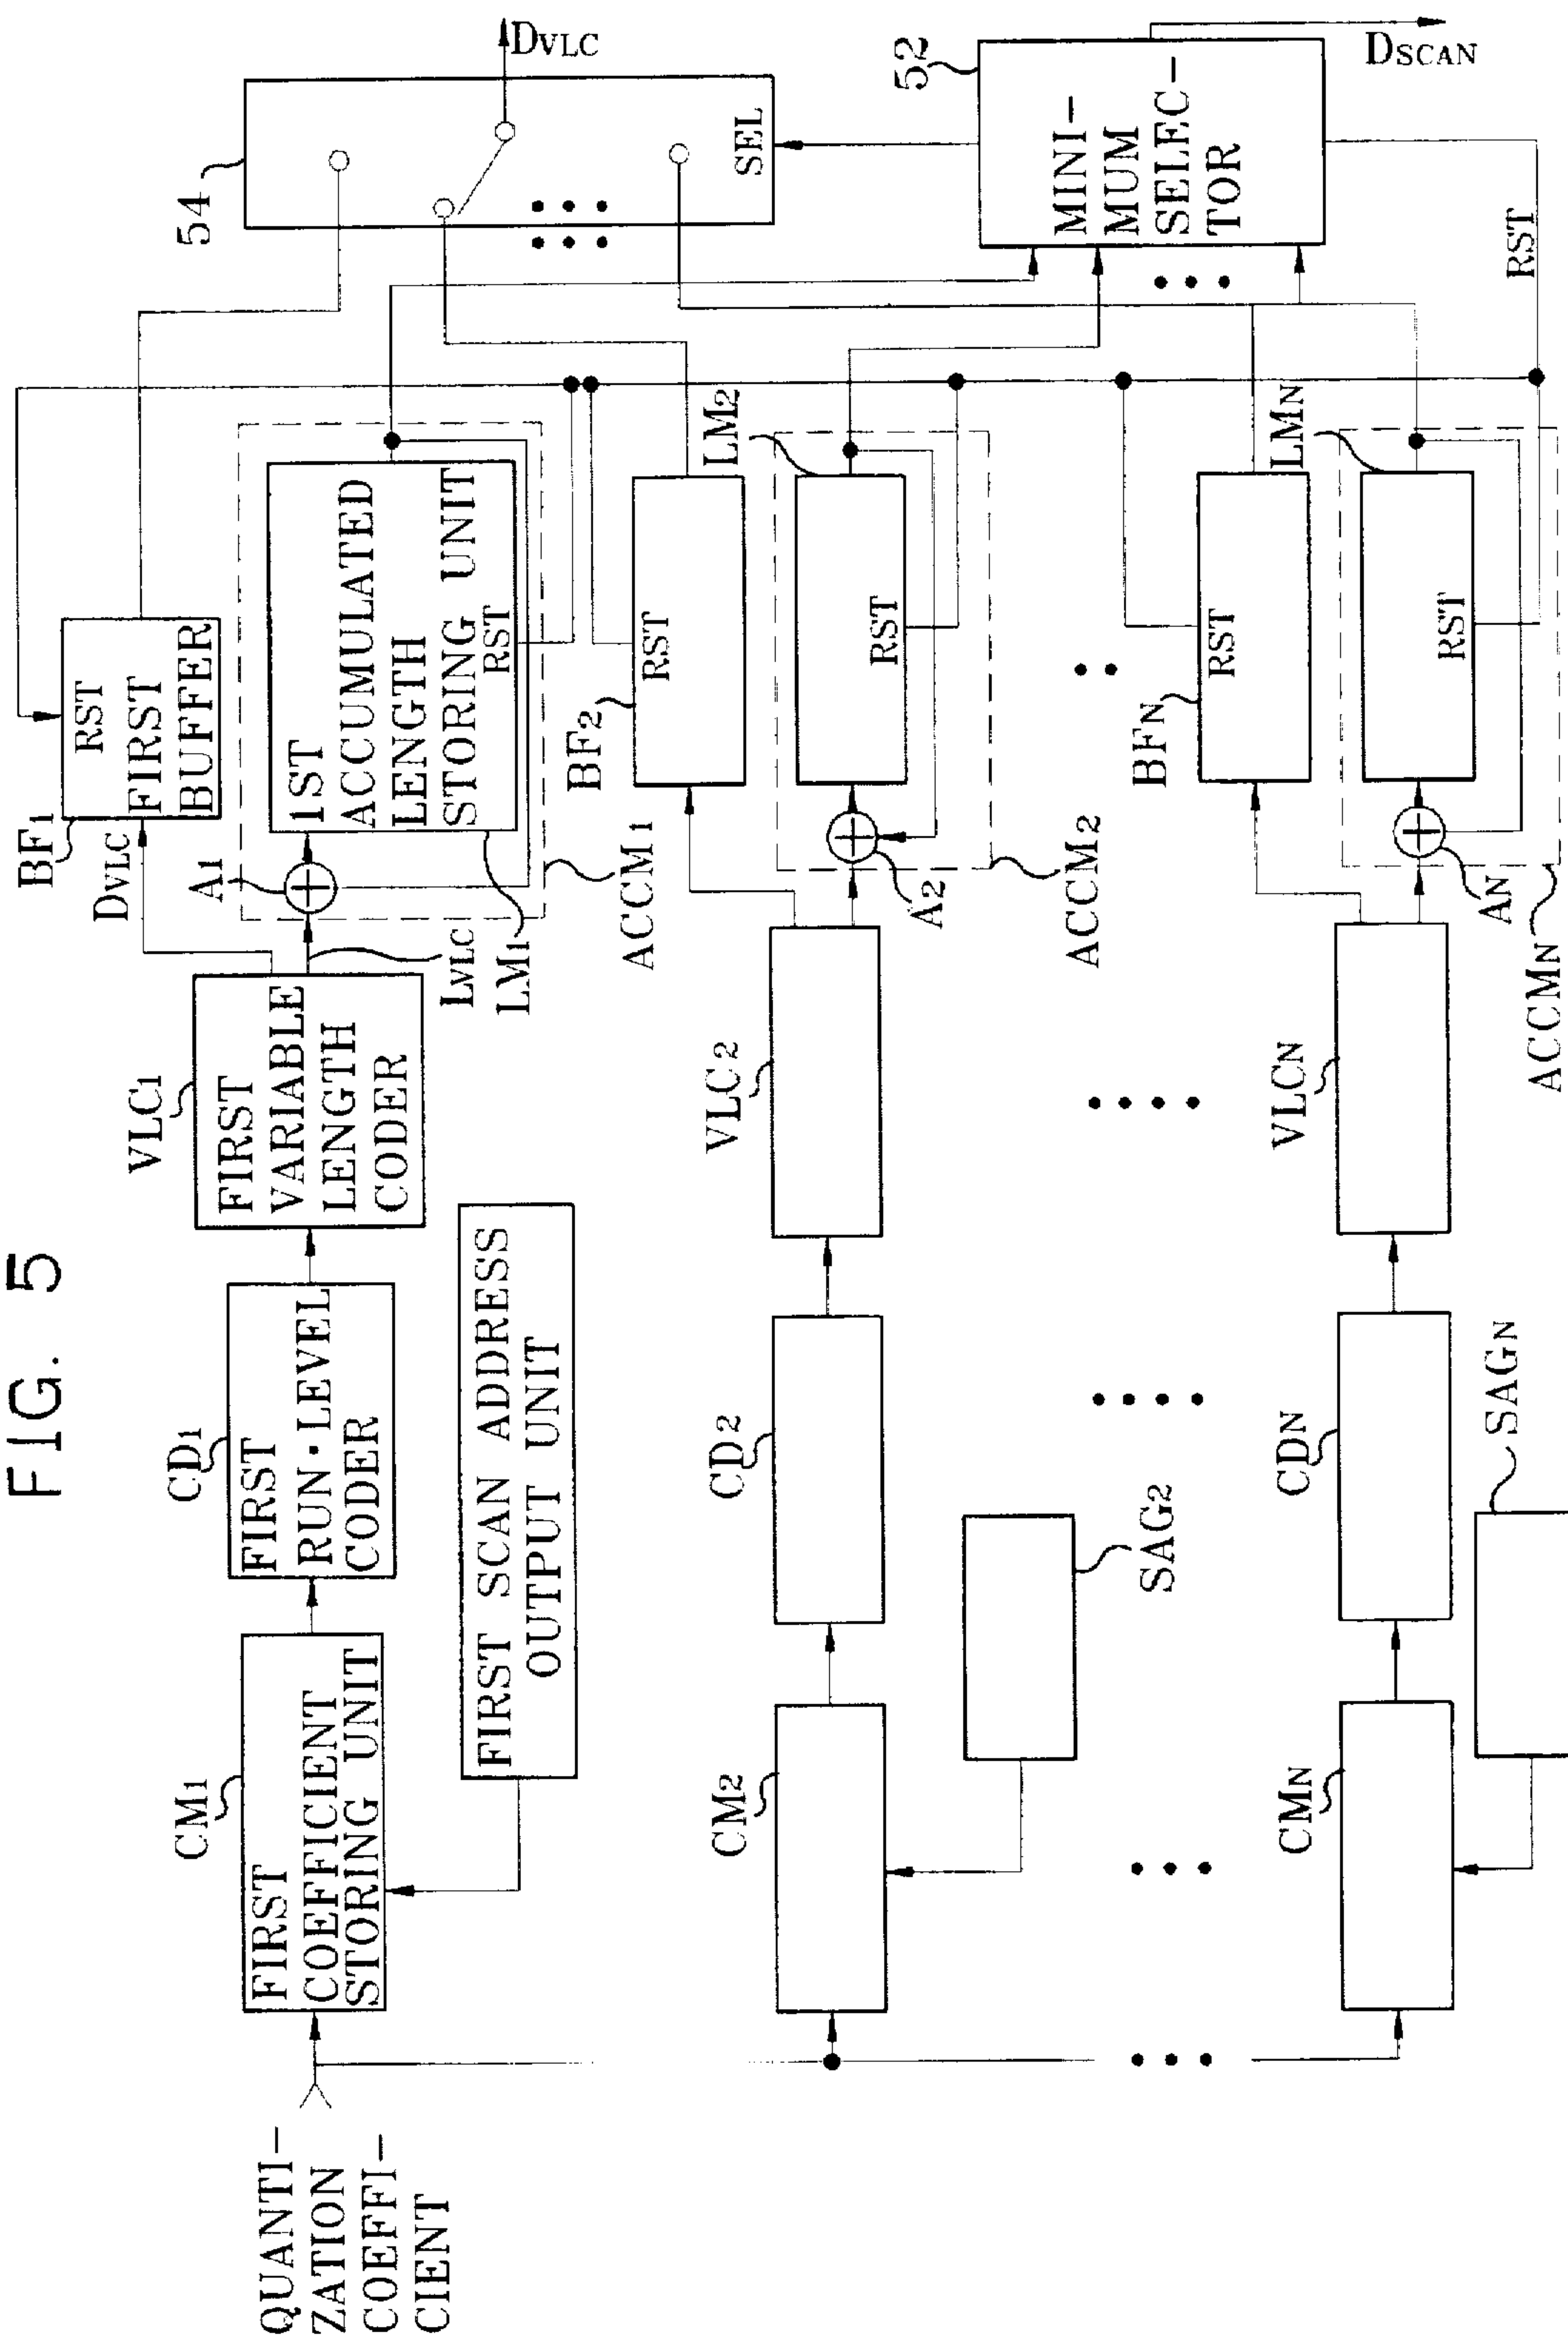 FIG. 5
QUANTI-
ZATION
COEFFI-
CIENT
CM1
FIRST
COEFFICIENT
STORING UNIT
CD1
FIRST
RUN·LEVEL
CODER
VLC1
FIRST
VARIABLE
LENGTH
CODER
FIRST SCAN ADDRESS
OUTPUT UNIT
BF1
DVLC
RST
FIRST
BUFFER
A1
LVLC
LM1
1ST
ACCUMULATED
LENGTH
STORING UNIT
RST
ACCM1
54
DVLC
SEL
52
MINI-
MUM
SELEC-
TOR
DSCAN
RST
CM2
CD2
SAG2
VLC2
BF2
RST
LM2
RST
A2
ACCM2
CMN
CDN
SAGN
VLCN
BFN
RST
LMN
RST
AN
ACCMN